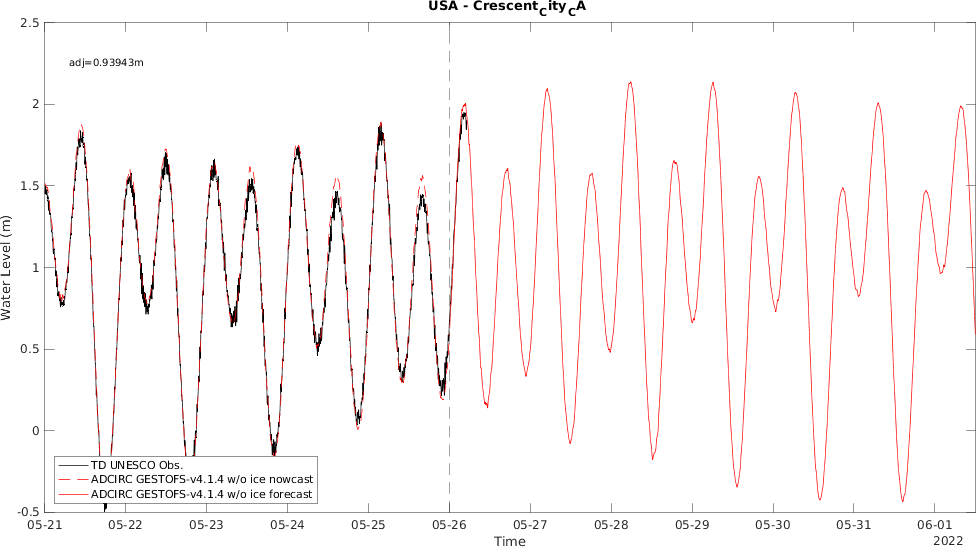 USA - Crescent_City_CA
2.5
adj=0.93943m
2
1.5
Water Level (m)
1
0.5
0
TD UNESCO Obs.
ADCIRC GESTOFS-v4.1.4 w/o ice nowcast
ADCIRC GESTOFS-v4.1.4 w/o ice forecast
-0.5
05-21 05-22 05-23 05-24 05-25 05-26 05-27 05-28 05-29 05-30 05-31 06-01
Time 2022